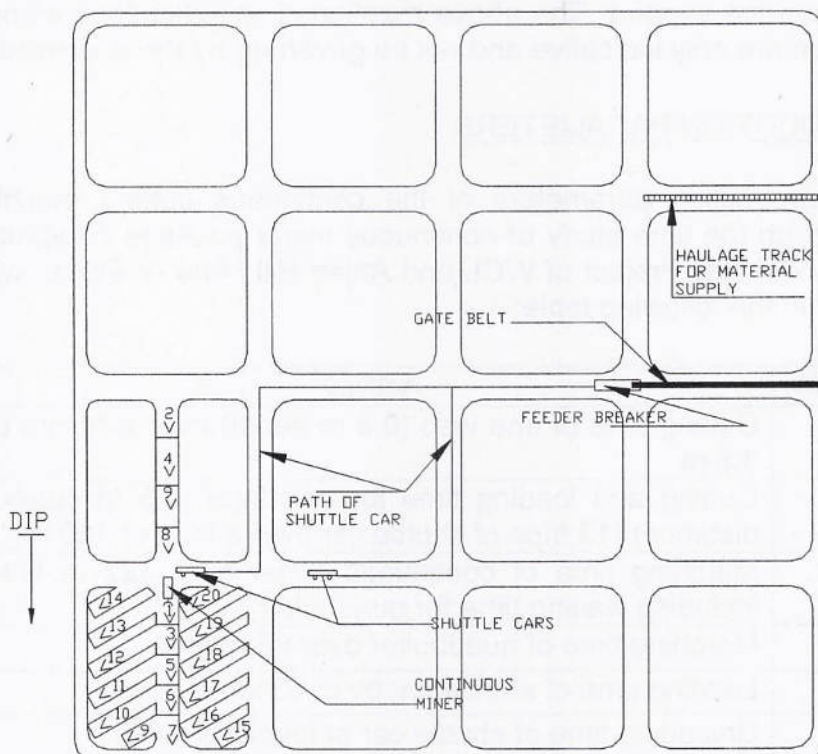 HAULAGE TRACK
FOR MATERIAL
SUPPLY
GATE BELT
FEEDER BREAKER
PATH OF
SHUTTLE CAR
DIP
SHUTTLE CARS
CONTINUOUS
MINER
2
4
9
8
14
13
12
11
10
9
1
3
5
6
7
20
19
18
17
16
15